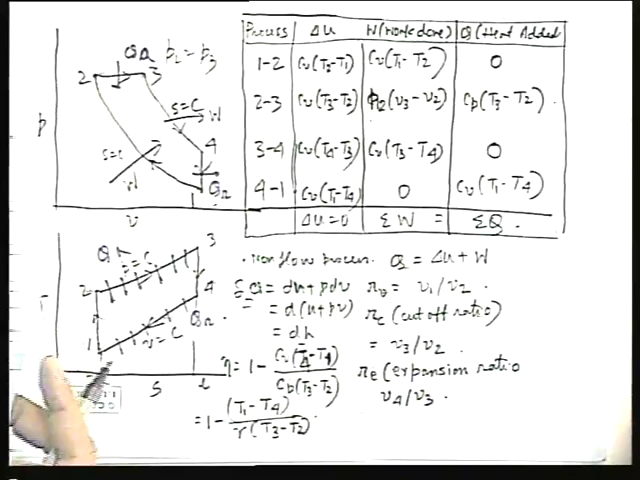 Process ΔU W(Work done) Q(Heat Added
1-2 Cv(T2-T1) Cv(T1-T2) 0
2-3 Cv(T3-T2) p2(v3-v2) Cp(T3-T2).
3-4 Cv(T4-T3) Cv(T3-T4) 0
4-1 Cv(T1-T4) 0 Cv(T1-T4)
ΔU=0 ΣW = ΣQ.
QA p2=p3
2 3
S=C W
p
S=C
W
4
1
QR
v
3
QA
=C
2
4
T
QR
1 v=C
S
. Non flow process. Q = Δu+W
δQ = du+pdv
= d(u+pv)
= dh
η=1- Cv(T4-T4) / Cp(T3-T2)
=1- (T1-T4) / γ(T3-T2).
rv = v1/v2.
rc (cut off ratio)
= v3/v2.
re (expansion ratio
v4/v3.